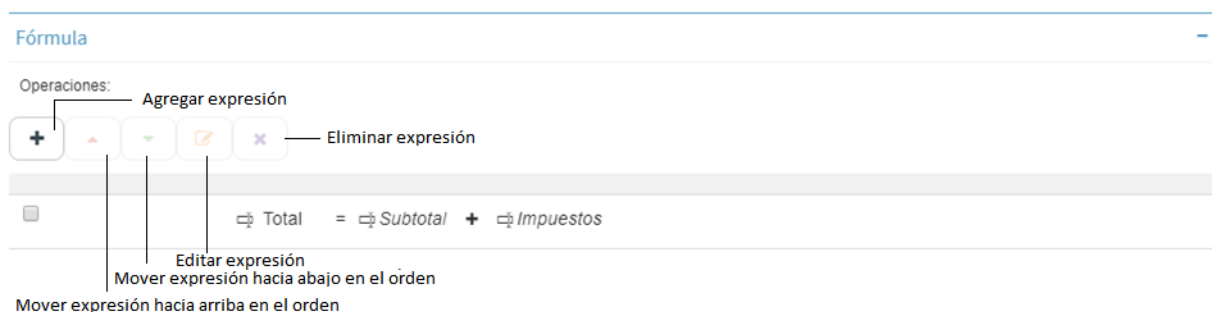 Fórmula
Operaciones:
Agregar expresión
Eliminar expresión
Total = Subtotal + Impuestos
Editar expresión
Mover expresión hacia abajo en el orden
Mover expresión hacia arriba en el orden